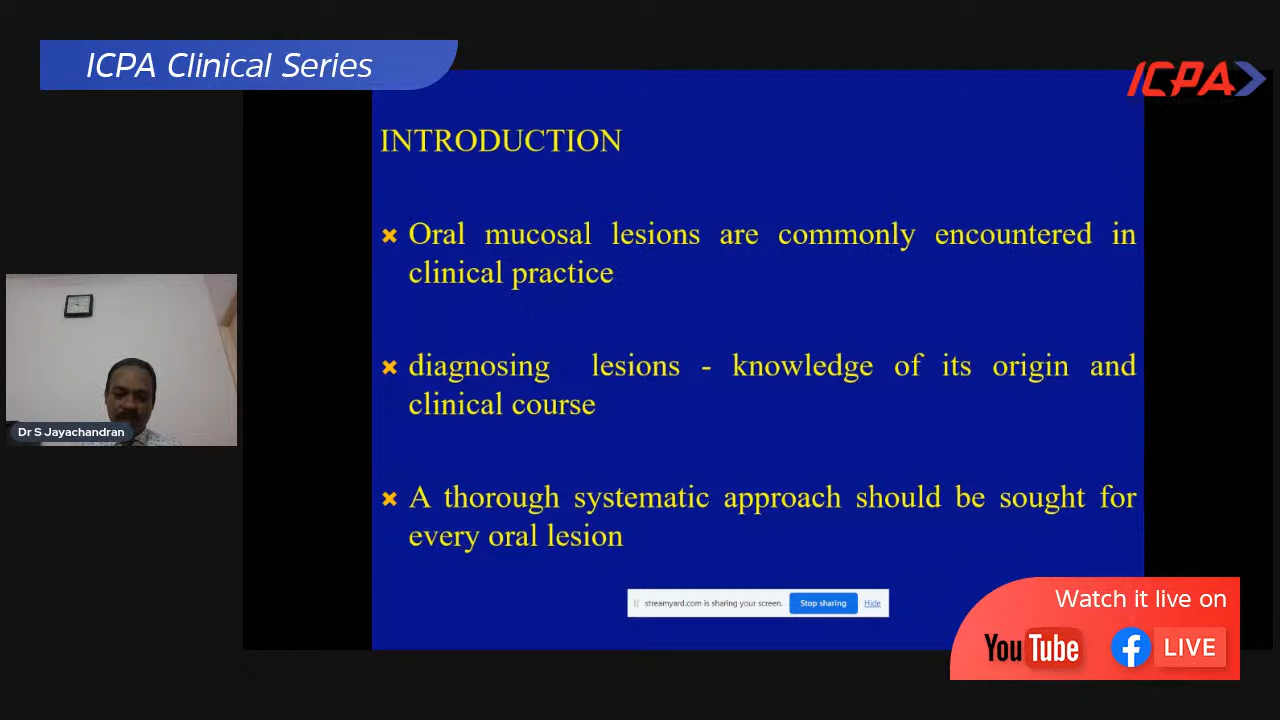 ICPA Clinical Series
ICPA
INTRODUCTION
Oral mucosal lesions are commonly encountered in
clinical practice
diagnosing lesions - knowledge of its origin and
clinical course
Dr S Jayachandran
A thorough systematic approach should be sought for
every oral lesion
streamyard.com is sharing your screen. Stop sharing Hide
Watch it live on
YouTube f LIVE